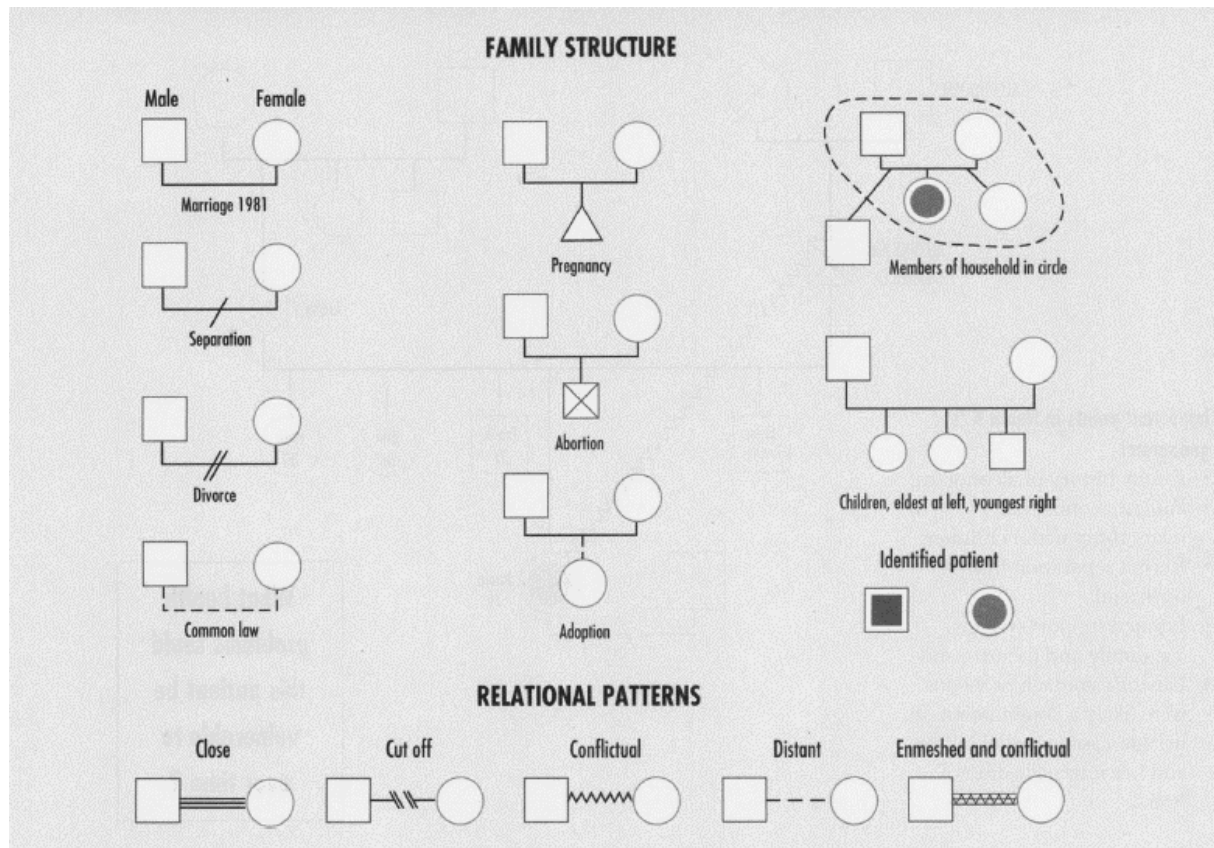 FAMILY STRUCTURE
Male
Female
Marriage 1981
Separation
Divorce
Common law
Pregnancy
Abortion
Adoption
Members of household in circle
Children, eldest at left, youngest right
Identified patient
RELATIONAL PATTERNS
Close
Cut off
Conflictual
Distant
Enmeshed and conflictual